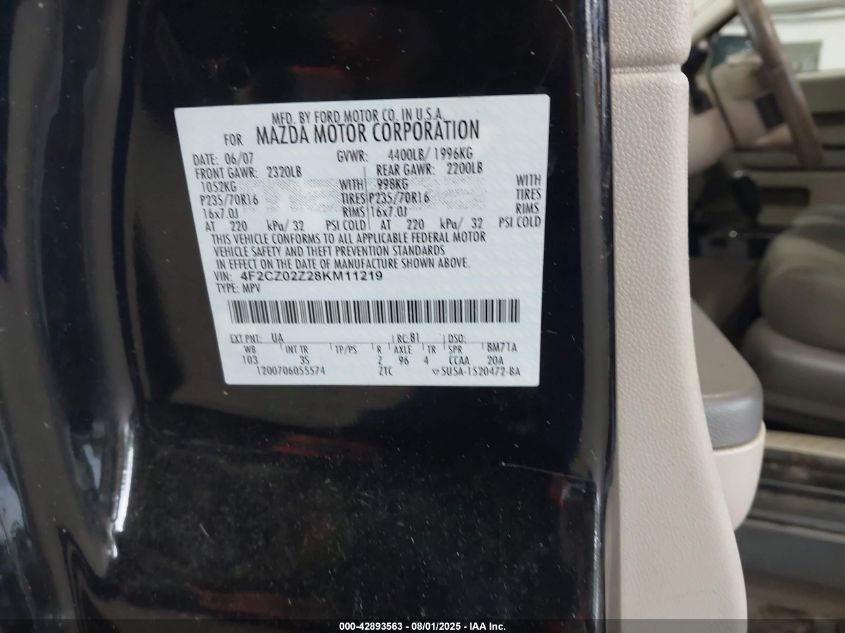 MFD. BY FORD MOTOR CO. IN U.S.A.
FOR MAZDA MOTOR CORPORATION
DATE: 06/07 GVWR: 4400LB/ 1996KG
FRONT GAWR: 2320LB REAR GAWR: 2200LB
1052KG WITH 998KG WITH
P235/70R16 TIRES P235/70R16 TIRES
16x7.0J RIMS 16x7.0J RIMS
AT 220 kPa/ 32 PSI COLD AT 220 kPa/ 32 PSI COLD
THIS VEHICLE CONFORMS TO ALL APPLICABLE FEDERAL MOTOR
VEHICLE SAFETY AND THEFT PREVENTION STANDARDS
IN EFFECT ON THE DATE OF MANUFACTURE SHOWN ABOVE.
VIN: 4F2CZ02Z28KM11219
TYPE: MPV
EXT PNT: UA RC: 81 DSO:
WB INT TR TP/PS R AXLE TR SPR 8M71A
103 3S 2 96 4 CCAA 20A
1200706055574 ZTC SU5A-1520472-BA
000-42893563 - 08/01/2025 - IAA Inc.